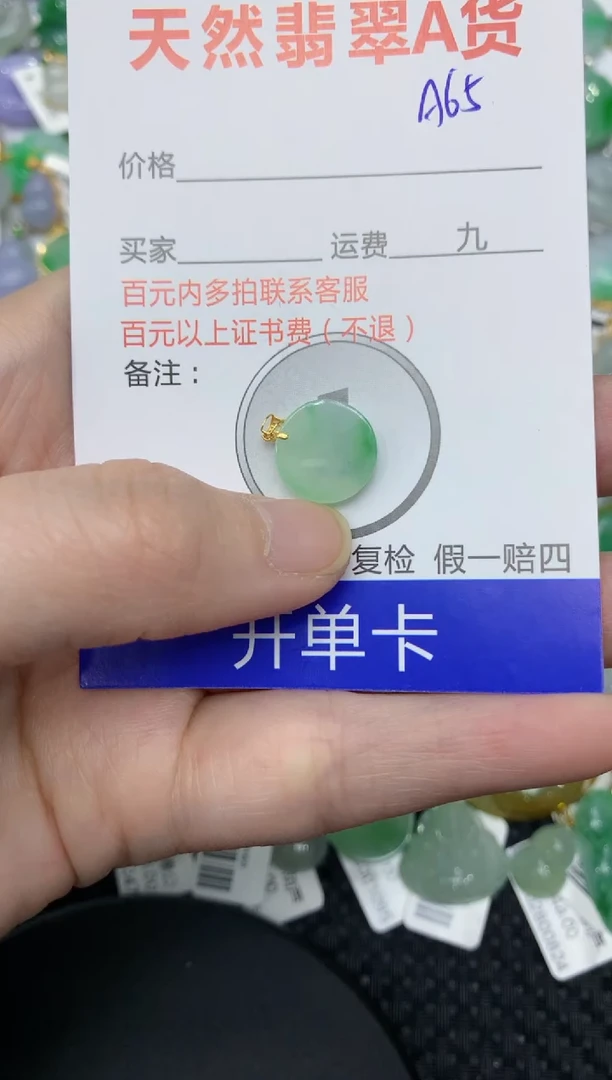 天然翡翠A货
A65
价格
买家 运费 九
百元内多拍联系客服
百元以上证书费（不退）
备注：
复检 假一赔四
开单卡